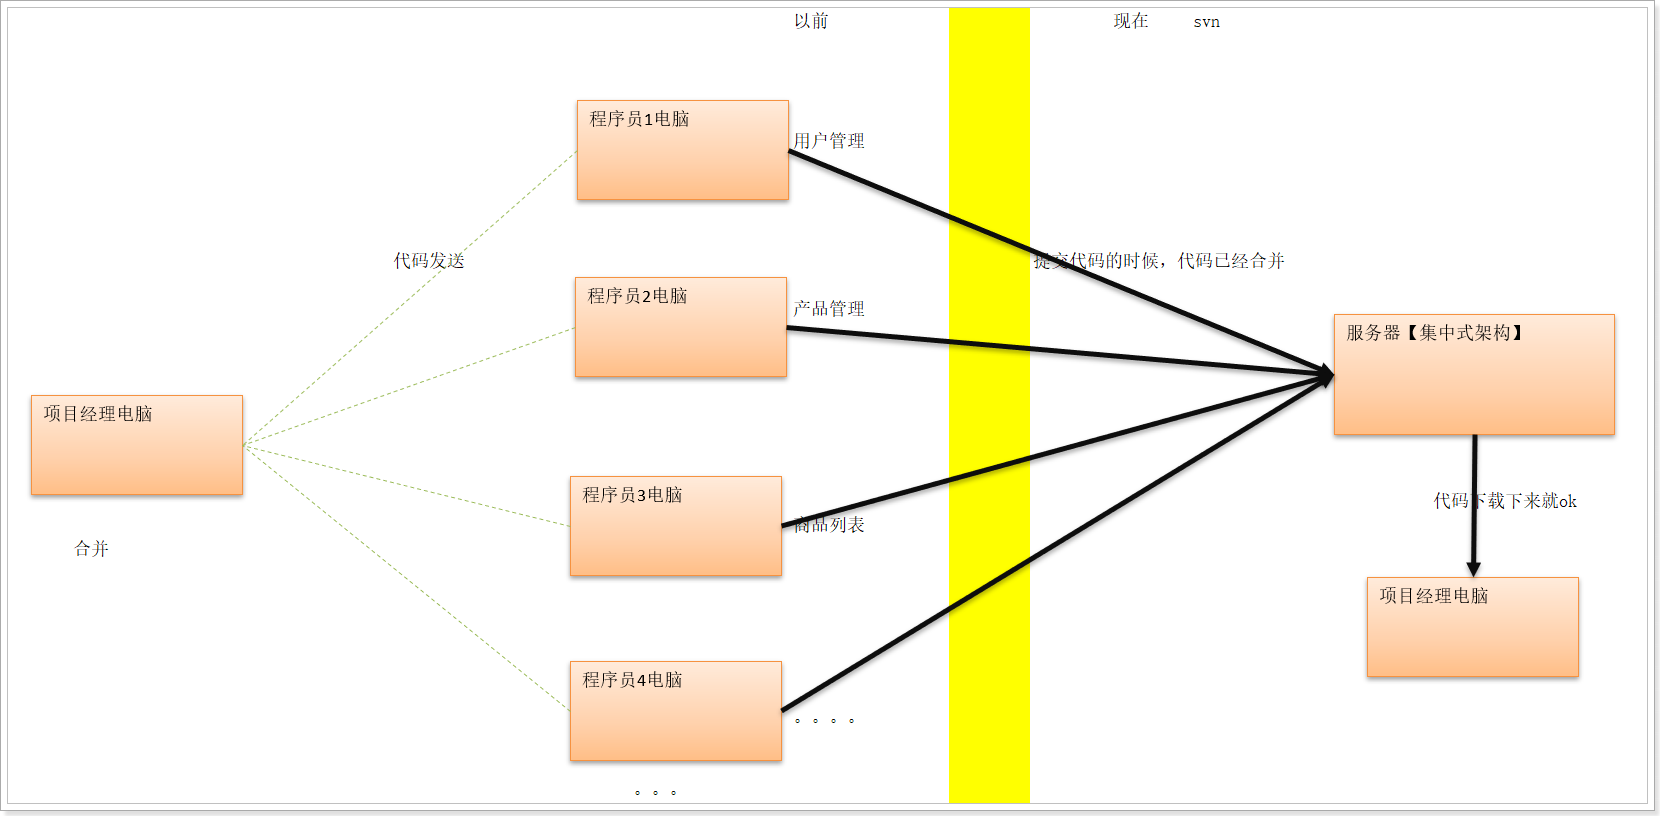 以前
现在 svn
程序员1电脑
用户管理
代码发送
提交代码的时候，代码已经合并
程序员2电脑
产品管理
服务器【集中式架构】
项目经理电脑
程序员3电脑
商品列表
代码下载下来就ok
合并
项目经理电脑
程序员4电脑
。。。。
。。。